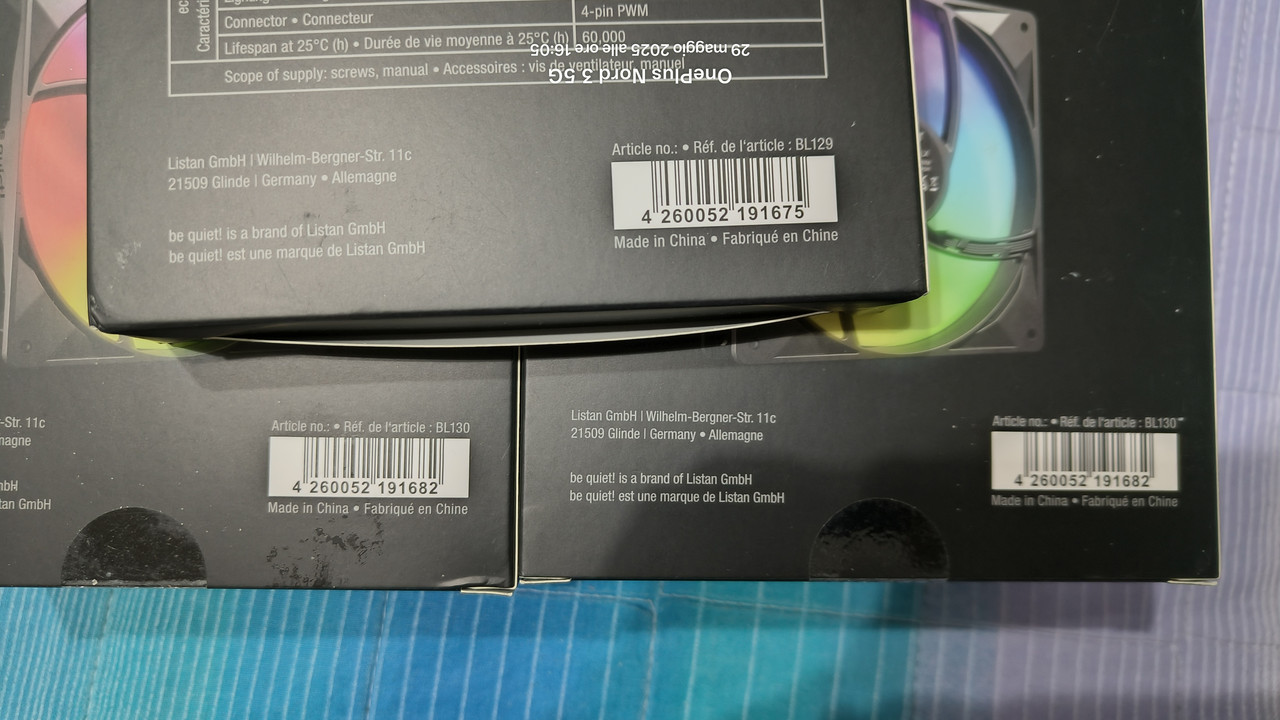 4-pin PWM
Connector • Connecteur
Lifespan at 25°C (h) • Durée de vie moyenne à 25°C (h) 60,000
Scope of supply: screws, manual • Accessoires : vis de ventilateur, manuel
29 maggio 2025 alle ore 16:05
OnePlus Nord 3 5G
Listan GmbH | Wilhelm-Bergner-Str. 11c
21509 Glinde | Germany • Allemagne
be quiet! is a brand of Listan GmbH
be quiet! est une marque de Listan GmbH
Article no.: • Réf. de l'article : BL129
4 260052 191675
Made in China • Fabriqué en Chine
-Str. 11c
magne
GmbH
tan GmbH
Article no.: • Réf. de l'article : BL130
4 260052 191682
Made in China • Fabriqué en Chine
Listan GmbH | Wilhelm-Bergner-Str. 11c
21509 Glinde | Germany • Allemagne
be quiet! is a brand of Listan GmbH
be quiet! est une marque de Listan GmbH
Article no.: • Réf. de l'article : BL130
4 260052 191682
Made in China • Fabriqué en Chine